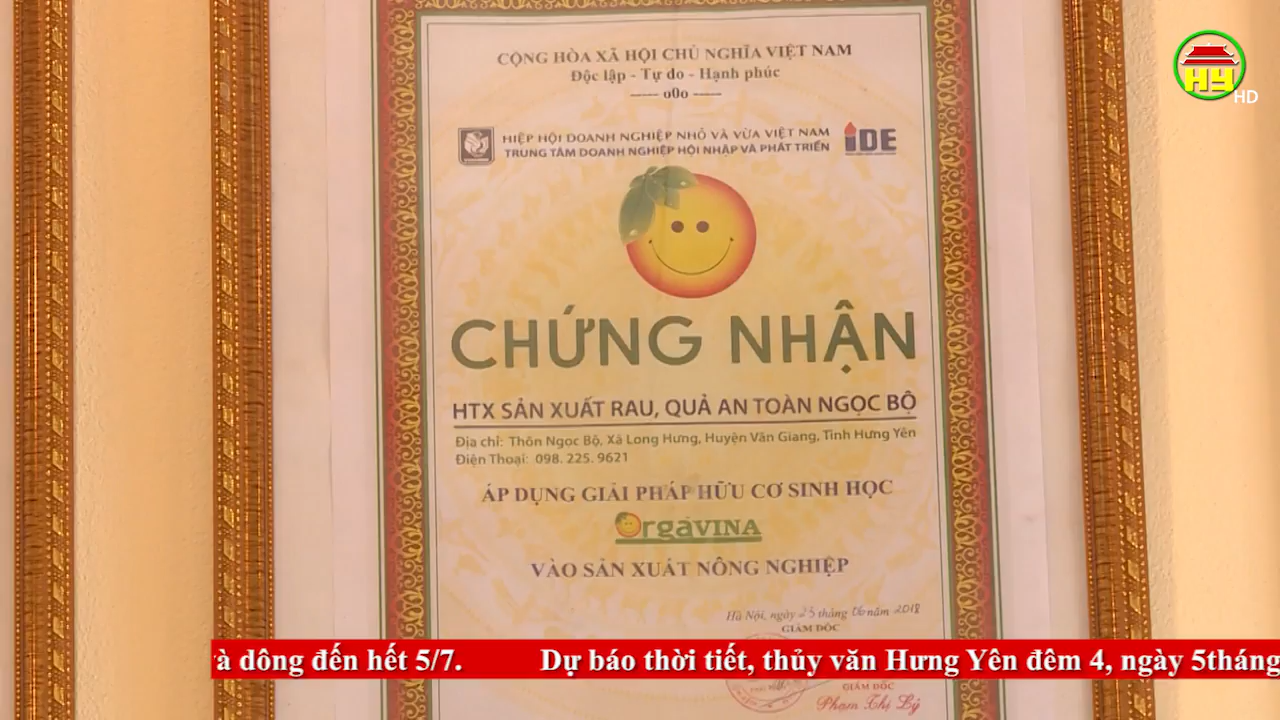 CỘNG HÒA XÃ HỘI CHỦ NGHĨA VIỆT NAM
Độc lập - Tự do - Hạnh phúc
o0o
HY
HD
HIỆP HỘI DOANH NGHIỆP NHỎ VÀ VỪA VIỆT NAM
TRUNG TÂM DOANH NGHIỆP HỘI NHẬP VÀ PHÁT TRIỂN
iDE
CHỨNG NHẬN
HTX SẢN XUẤT RAU, QUẢ AN TOÀN NGỌC BỘ
Địa chỉ: Thôn Ngọc Bộ, Xã Long Hưng, Huyện Văn Giang, Tỉnh Hưng Yên
Điện Thoại: 098. 225. 9621
ÁP DỤNG GIẢI PHÁP HỮU CƠ SINH HỌC
OrgaVINA
VÀO SẢN XUẤT NÔNG NGHIỆP
Hà Nội, ngày 25 tháng 06 năm 2018
GIÁM ĐỐC
và dông đến hết 5/7. Dự báo thời tiết, thủy văn Hưng Yên đêm 4, ngày 5tháng
GIÁM ĐỐC
Phạm Thị Lý